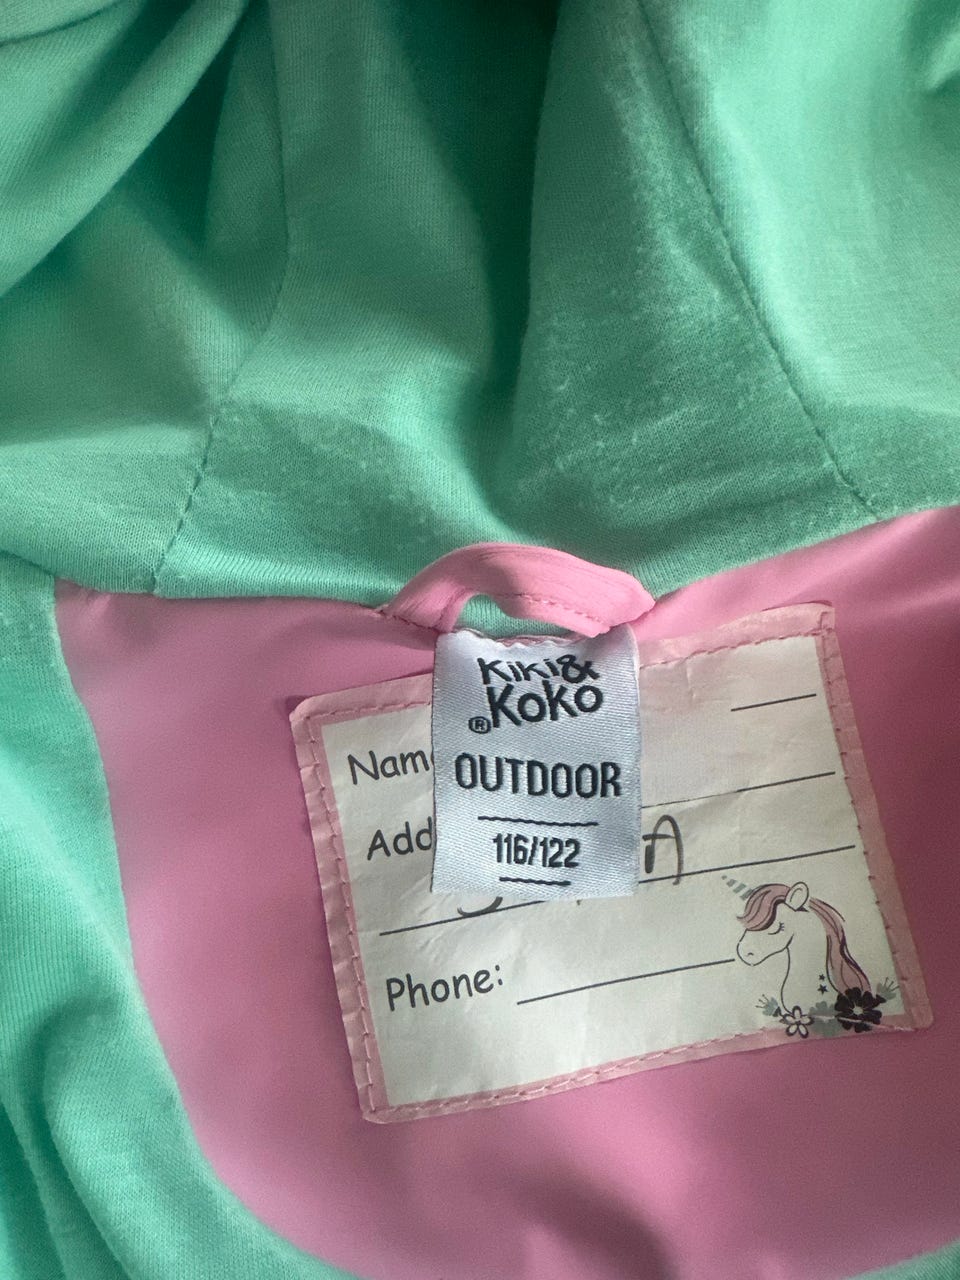 Kiki&
Koko
®
OUTDOOR
116/122
Nam
Add
A
Phone: